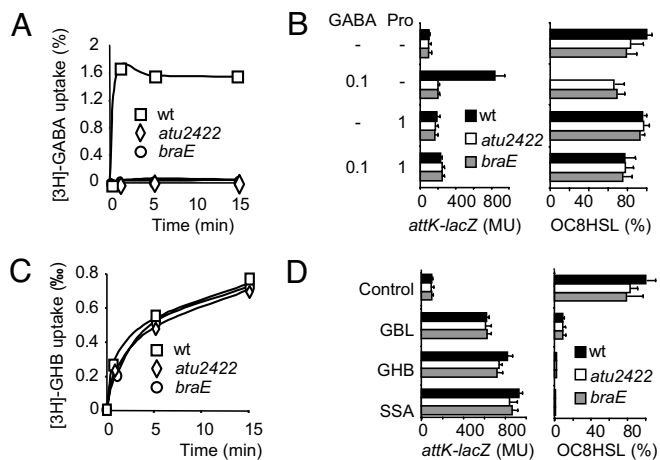 A
[3H]-GABA uptake (%)
2
1.6
1.2
0.8
0.4
0
wt
atu2422
braE
0 5 10 15
Time (min)
B
GABA Pro
- -
0.1 -
- 1
0.1 1
wt
atu2422
braE
0 400 800
attK-lacZ (MU)
0 40 80
OC8HSL (%)
C
[3H]-GHB uptake (‰)
0.8
0.6
0.4
0.2
0
wt
atu2422
braE
0 5 10 15
Time (min)
D
Control
GBL
GHB
SSA
0 400 800
attK-lacZ (MU)
wt
atu2422
braE
0 40 80
OC8HSL (%)